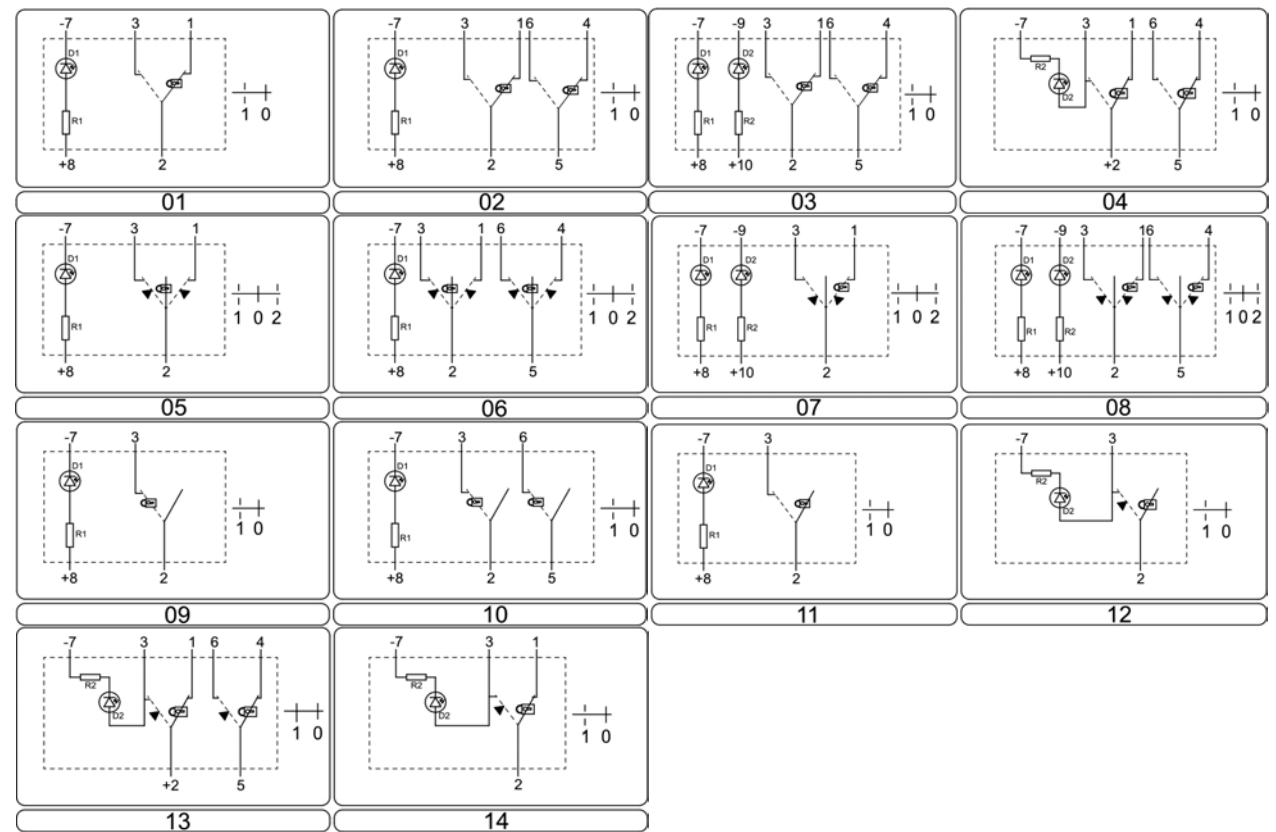 -7 3 1
D1
R1
1 0
+8 2
01
-7 3 1 6 4
D1
R1
1 0
+8 2 5
02
-7 -9 3 1 6 4
D1 D2
R1 R2
1 0
+8 +10 2 5
03
-7 3 1 6 4
R2
D2
1 0
+2 5
04
-7 3 1
D1
R1
1 0 2
+8 2
05
-7 3 1 6 4
D1
R1
1 0 2
+8 2 5
06
-7 -9 3 1
D1 D2
R1 R2
1 0 2
+8 +10 2
07
-7 -9 3 1 6 4
D1 D2
R1 R2
1 0 2
+8 +10 2 5
08
-7 3
D1
R1
1 0
+8 2
09
-7 3 6
D1
R1
1 0
+8 2 5
10
-7 3
D1
R1
1 0
+8 2
11
-7 3
R2
D2
1 0
2
12
-7 3 1 6 4
R2
D2
1 0
+2 5
13
-7 3 1
R2
D2
1 0
2
14